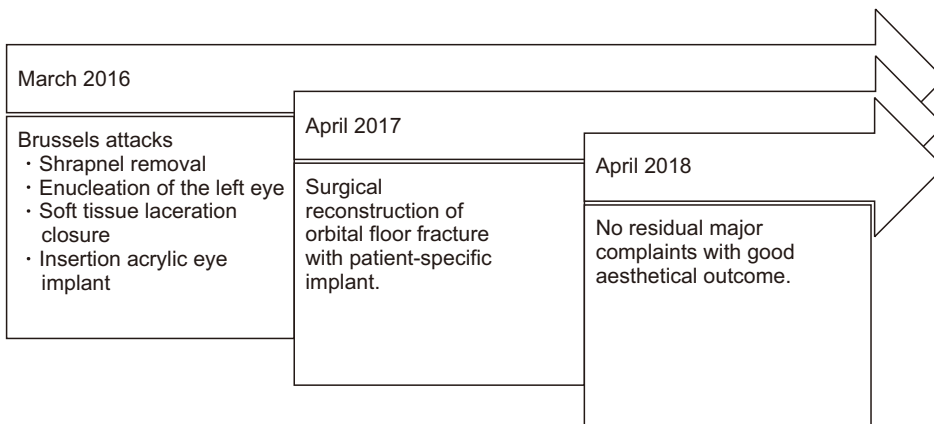 March 2016
Brussels attacks
· Shrapnel removal
· Enucleation of the left eye
· Soft tissue laceration
closure
· Insertion acrylic eye
implant
April 2017
Surgical
reconstruction of
orbital floor fracture
with patient-specific
implant.
April 2018
No residual major
complaints with good
aesthetical outcome.